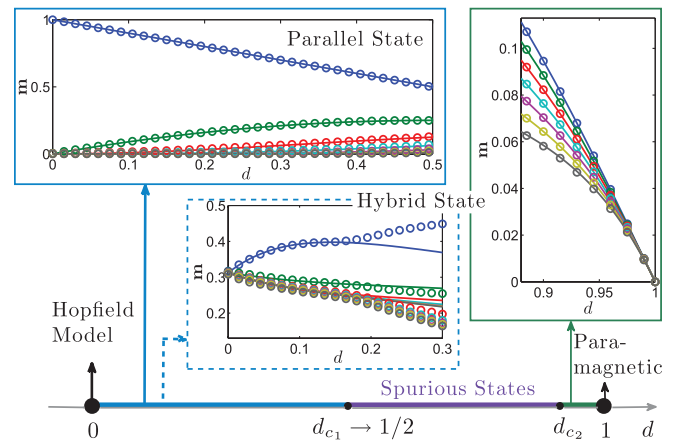 Parallel State
m
1
0.5
0
0 0.1 0.2 0.3 0.4 0.5
d
m
0.1
0.08
0.06
0.04
0.02
0
0.9 0.95 1
d
Hybrid State
m
0.5
0.4
0.3
0.2
0 0.1 0.2 0.3
d
Hopfield
Model
Para-
magnetic
Spurious States
0 d_{c_1} → 1/2 d_{c_2} 1 d